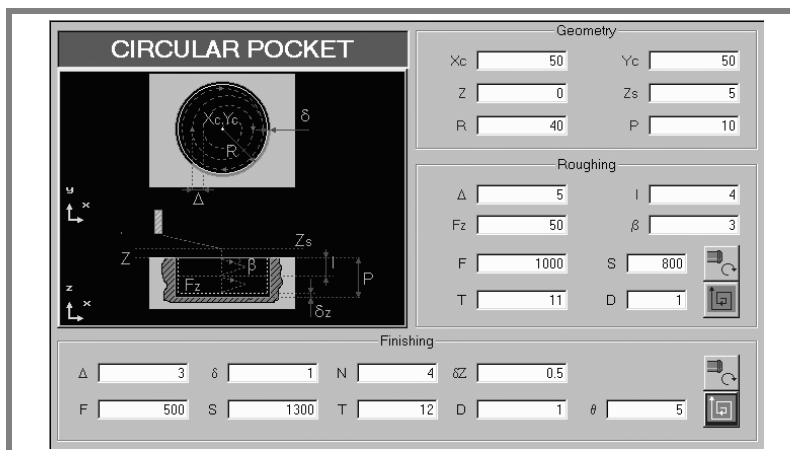 CIRCULAR POCKET
Xc,Yc
δ
R
Δ
y
x
Z
Zs
β
I
P
Fz
δz
z
x
Geometry
Xc 50 Yc 50
Z 0 Zs 5
R 40 P 10
Roughing
Δ 5 I 4
Fz 50 β 3
F 1000 S 800
T 11 D 1
Finishing
Δ 3 δ 1 N 4 δZ 0.5
F 500 S 1300 T 12 D 1 θ 5